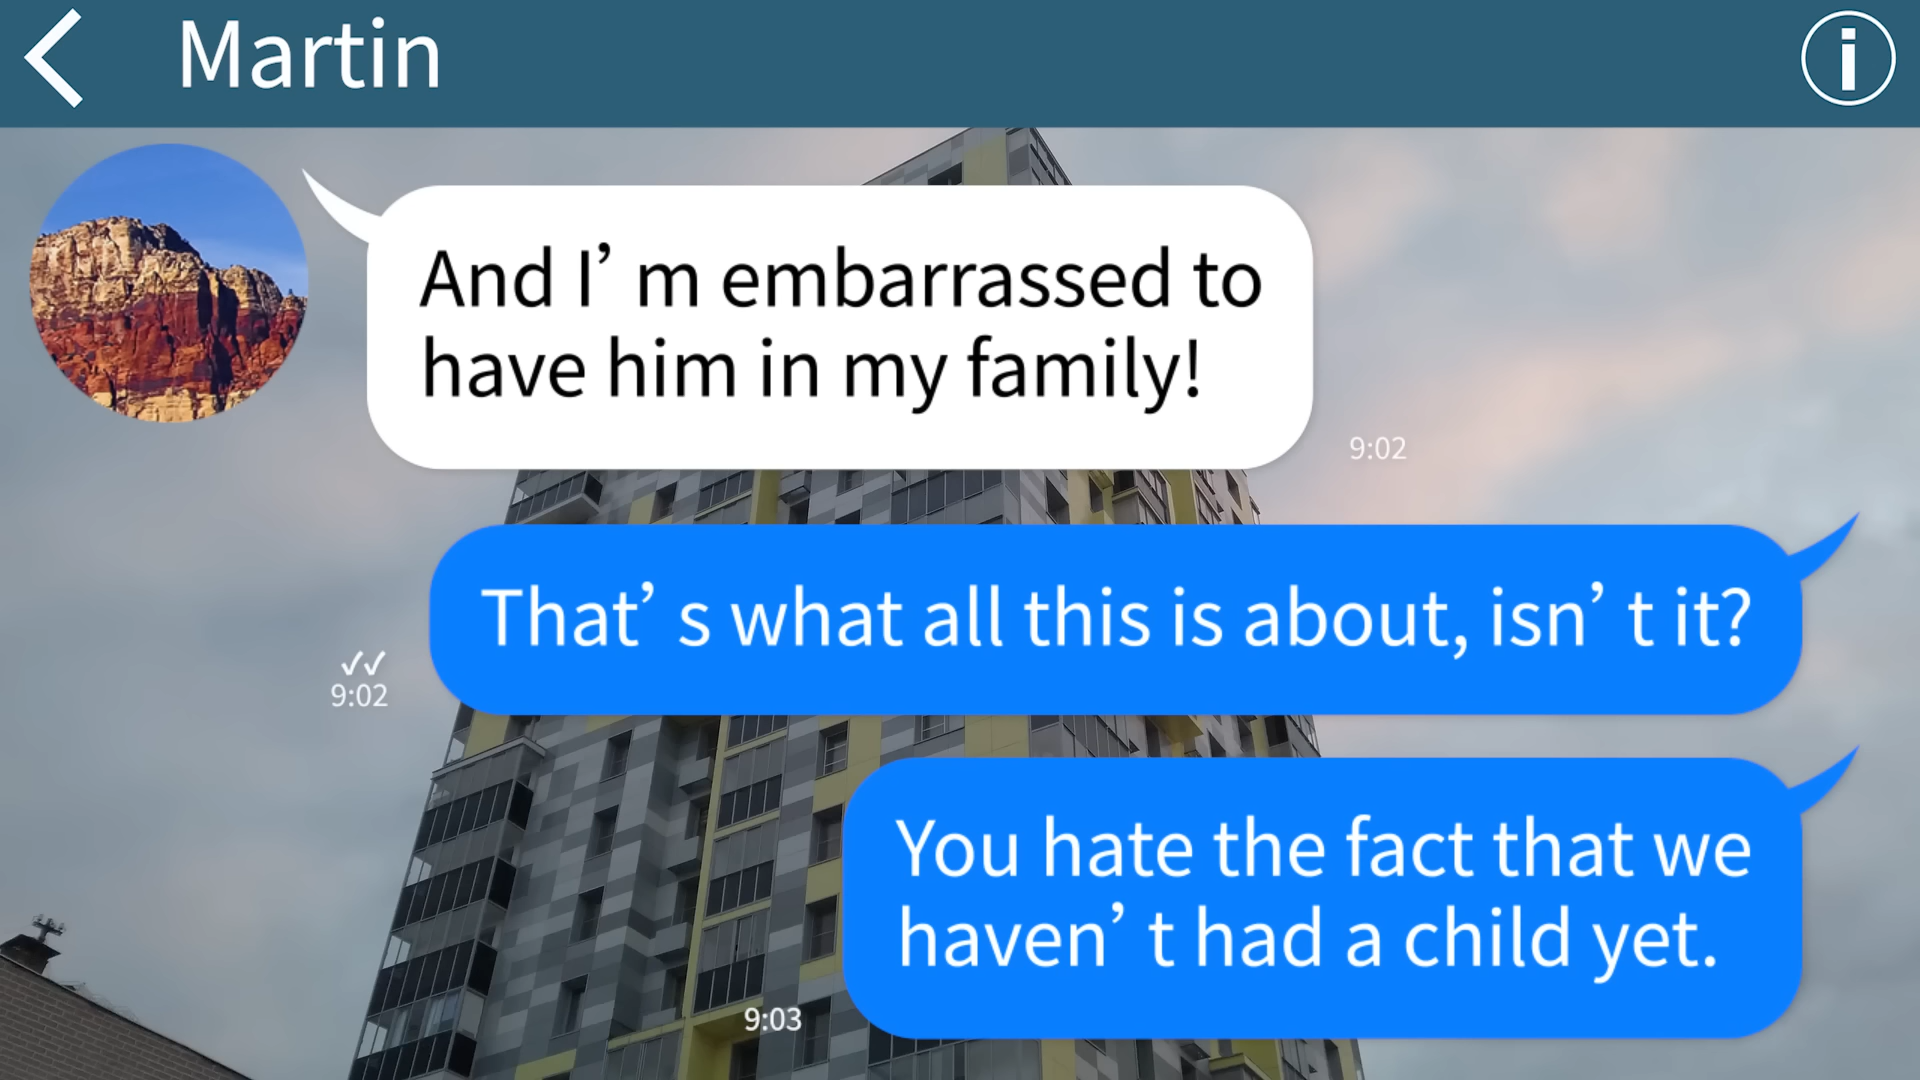 Martin
And I’m embarrassed to
have him in my family!
9:02
That’s what all this is about, isn’t it?
9:02
You hate the fact that we
haven’t had a child yet.
9:03